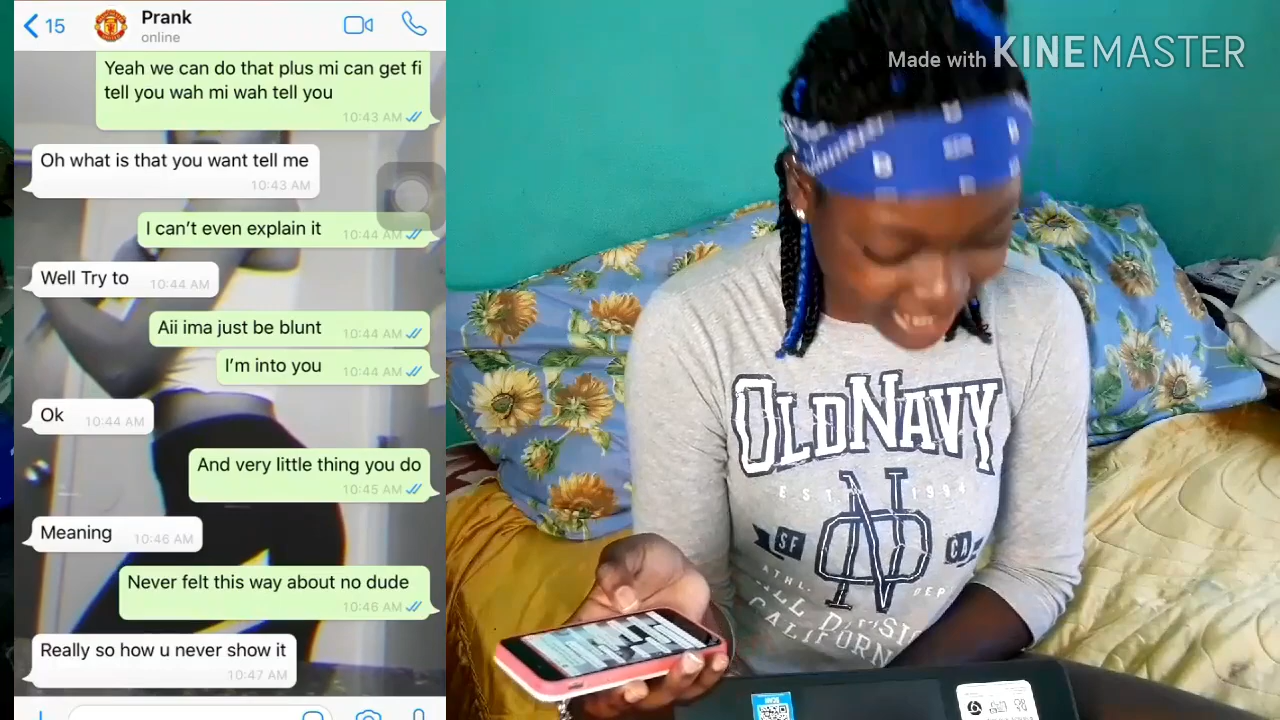 15
Prank
online
Yeah we can do that plus mi can get fi
tell you wah mi wah tell you
10:43 AM
Oh what is that you want tell me
10:43 AM
I can't even explain it
10:44 AM
Well Try to
10:44 AM
Aii ima just be blunt
10:44 AM
I'm into you
10:44 AM
Ok
10:44 AM
And very little thing you do
10:45 AM
Meaning
10:46 AM
Never felt this way about no dude
10:46 AM
Really so how u never show it
10:47 AM
Made with KINEMASTER
OLD NAVY
EST 1994
SF
CA
ATHL. DEP